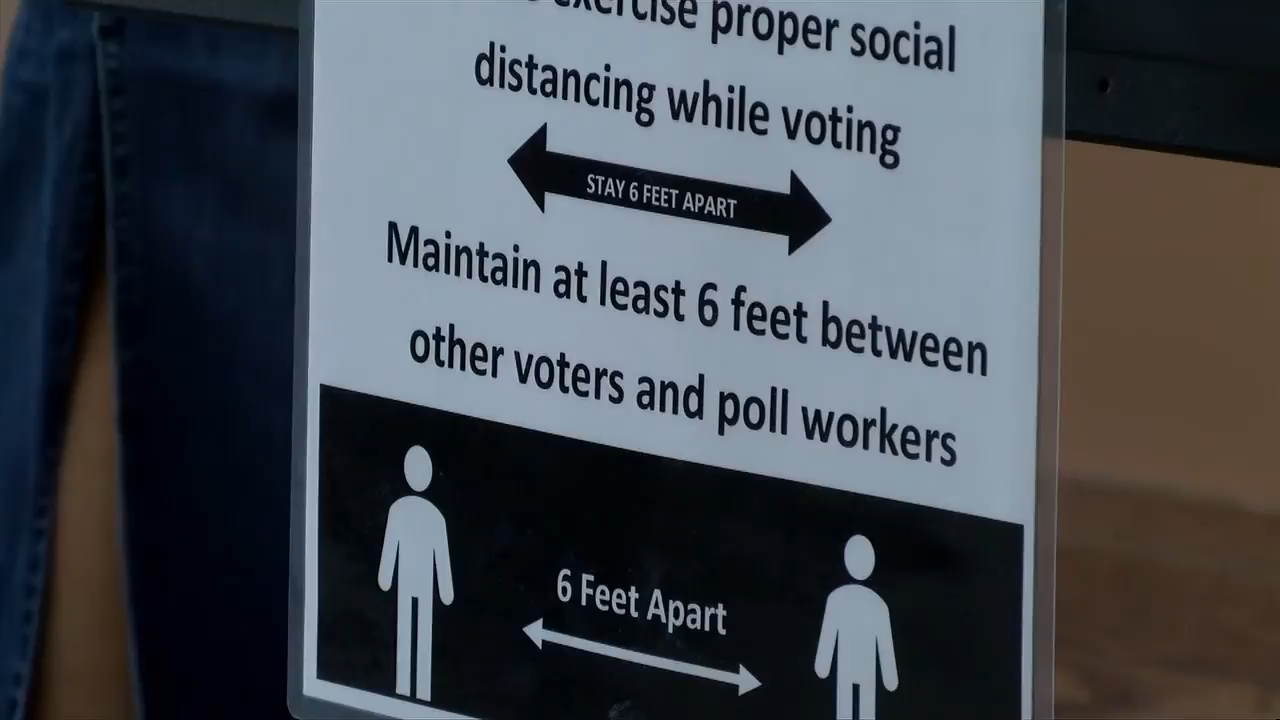 exercise proper social
distancing while voting
STAY 6 FEET APART
Maintain at least 6 feet between
other voters and poll workers
6 Feet Apart